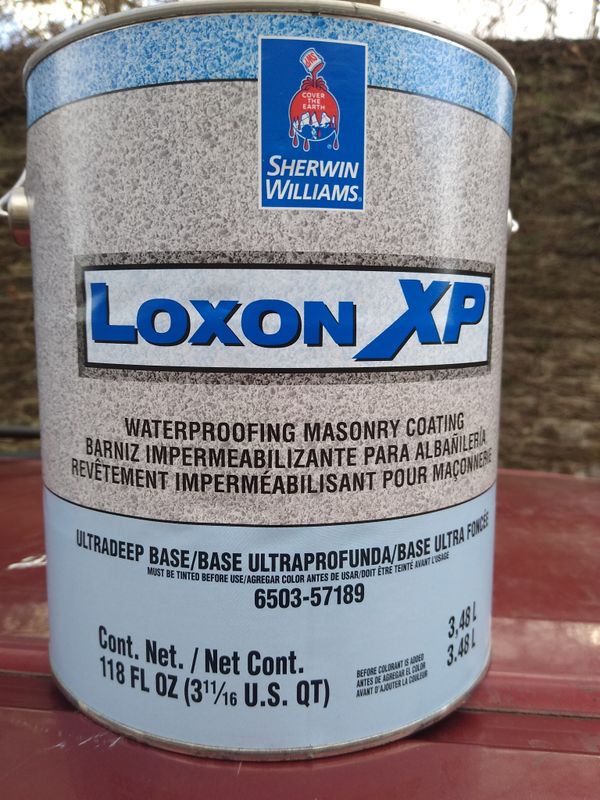 SWP
COVER
THE
EARTH
SHERWIN
WILLIAMS®
LOXON XP™
WATERPROOFING MASONRY COATING
BARNIZ IMPERMEABILIZANTE PARA ALBAÑILERÍA
REVÊTEMENT IMPERMÉABILISANT POUR MAÇONNERIE
ULTRADEEP BASE/BASE ULTRAPROFUNDA/BASE ULTRA FONCÉE
MUST BE TINTED BEFORE USE/AGREGAR COLOR ANTES DE USAR/DOIT ÊTRE TEINTÉ AVANT L'USAGE
6503-57189
Cont. Net. / Net Cont.
118 FL OZ (3 11/16 U.S. QT)
BEFORE COLORANT IS ADDED
ANTES DE AGREGAR EL COLOR
AVANT D'AJOUTER LA COULEUR
3,48 L
3.48 L